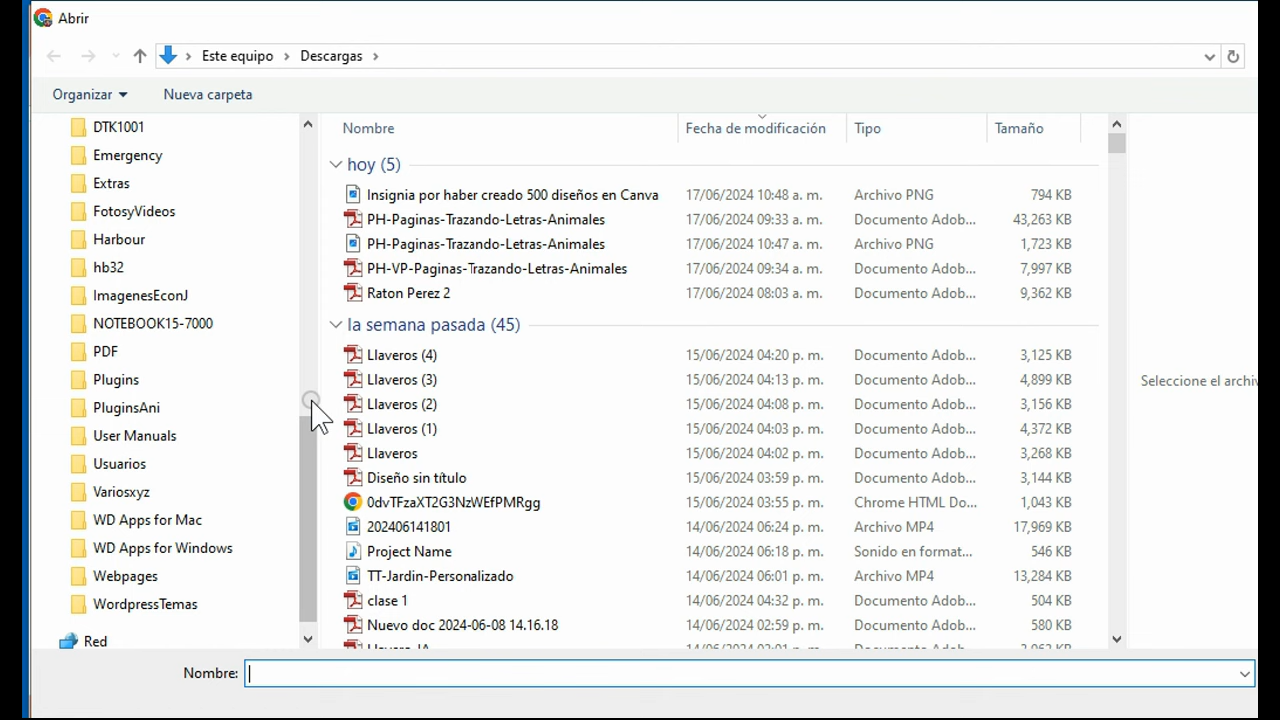 Abrir
Este equipo > Descargas >
Organizar Nueva carpeta
DTK1001
Emergency
Extras
FotosyVideos
Harbour
hb32
ImagenesEconJ
NOTEBOOK15-7000
PDF
Plugins
PluginsAni
User Manuals
Usuarios
Variosxyz
WD Apps for Mac
WD Apps for Windows
Webpages
WordpressTemas
Red
Nombre Fecha de modificación Tipo Tamaño
hoy (5)
Insignia por haber creado 500 diseños en Canva 17/06/2024 10:48 a. m. Archivo PNG 794 KB
PH-Paginas-Trazando-Letras-Animales 17/06/2024 09:33 a. m. Documento Adob... 43,263 KB
PH-Paginas-Trazando-Letras-Animales 17/06/2024 10:47 a. m. Archivo PNG 1,723 KB
PH-VP-Paginas-Trazando-Letras-Animales 17/06/2024 09:34 a. m. Documento Adob... 7,997 KB
Raton Perez 2 17/06/2024 08:03 a. m. Documento Adob... 9,362 KB
la semana pasada (45)
Llaveros (4) 15/06/2024 04:20 p. m. Documento Adob... 3,125 KB
Llaveros (3) 15/06/2024 04:13 p. m. Documento Adob... 4,899 KB
Llaveros (2) 15/06/2024 04:08 p. m. Documento Adob... 3,156 KB
Llaveros (1) 15/06/2024 04:03 p. m. Documento Adob... 4,372 KB
Llaveros 15/06/2024 04:02 p. m. Documento Adob... 3,268 KB
Diseño sin título 15/06/2024 03:59 p. m. Documento Adob... 3,144 KB
0dvTFzaXT2G3NzWEfPMRgg 15/06/2024 03:55 p. m. Chrome HTML Do... 1,043 KB
202406141801 14/06/2024 06:24 p. m. Archivo MP4 17,969 KB
Project Name 14/06/2024 06:18 p. m. Sonido en format... 546 KB
TT-Jardin-Personalizado 14/06/2024 06:01 p. m. Archivo MP4 13,284 KB
clase 1 14/06/2024 04:32 p. m. Documento Adob... 504 KB
Nuevo doc 2024-06-08 14.16.18 14/06/2024 02:59 p. m. Documento Adob... 580 KB
Seleccione el archiv
Nombre: